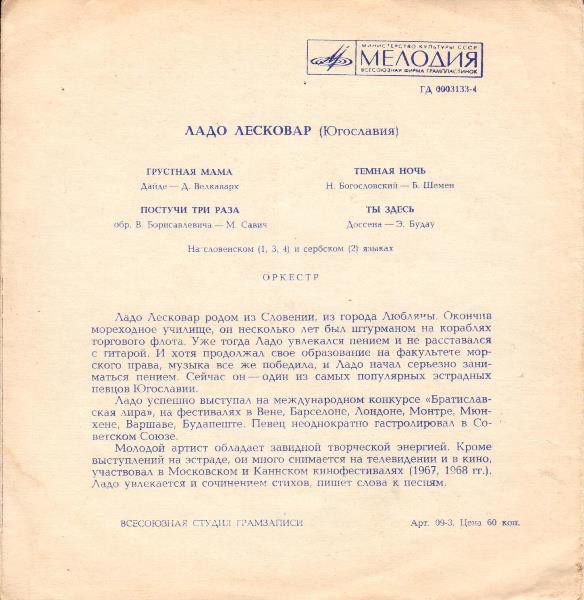 МИНИСТЕРСТВО КУЛЬТУРЫ СССР
МЕЛОДИЯ
ВСЕСОЮЗНАЯ ФИРМА ГРАМПЛАСТИНОК
ГД 0003133-4
ЛАДО ЛЕСКОВАР (Югославия)
ГРУСТНАЯ МАМА
Дайде — Д. Велкаварх
ТЕМНАЯ НОЧЬ
Н. Богословский — Б. Шемен
ПОСТУЧИ ТРИ РАЗА
обр. В. Борисавлевича — М. Савич
ТЫ ЗДЕСЬ
Доссена — Э. Будау
На словенском (1, 3, 4) и сербском (2) языках
ОРКЕСТР
Ладо Лесковар родом из Словении, из города Любляны. Окончив
мореходное училище, он несколько лет был штурманом на кораблях
торгового флота. Уже тогда Ладо увлекался пением и не расставался
с гитарой. И хотя продолжал свое образование на факультете мор-
ского права, музыка все же победила, и Ладо начал серьезно зани-
маться пением. Сейчас он — один из самых популярных эстрадных
певцов Югославии.
Ладо успешно выступал на международном конкурсе «Братислав-
ская лира», на фестивалях в Вене, Барселоне, Лондоне, Монтре, Мюн-
хене, Варшаве, Будапеште. Певец неоднократно гастролировал в Со-
ветском Союзе.
Молодой артист обладает завидной творческой энергией. Кроме
выступлений на эстраде, он много снимается на телевидении и в кино,
участвовал в Московском и Каннском кинофестивалях (1967, 1968 гг.).
Ладо увлекается и сочинением стихов, пишет слова к песням.
ВСЕСОЮЗНАЯ СТУДИЯ ГРАМЗАПИСИ
Арт. 09-3. Цена 60 коп.